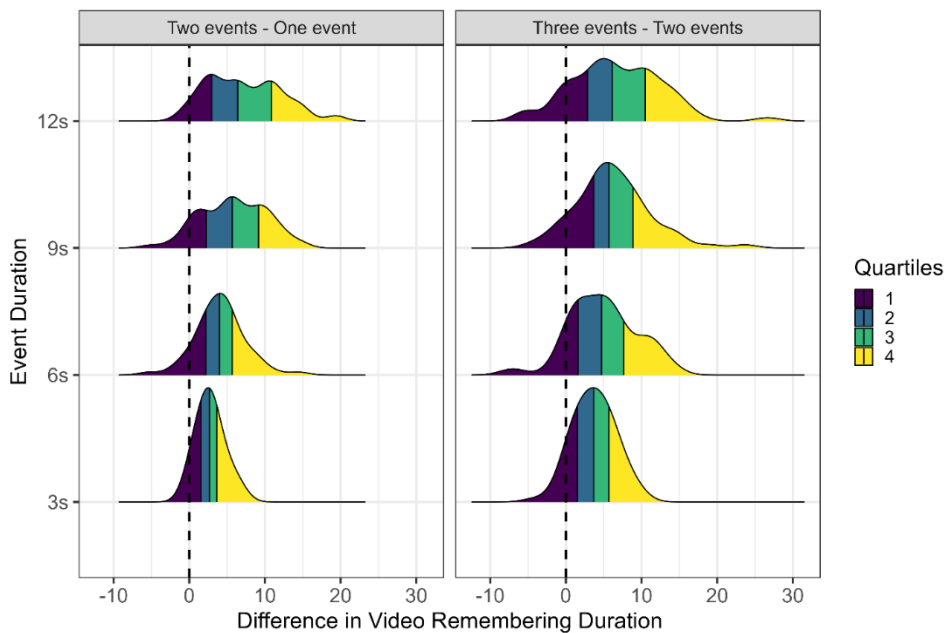 Two events - One event
Three events - Two events
12s
9s
6s
3s
Event Duration
-10 0 10 20 30
-10 0 10 20 30
Difference in Video Remembering Duration
Quartiles
1
2
3
4